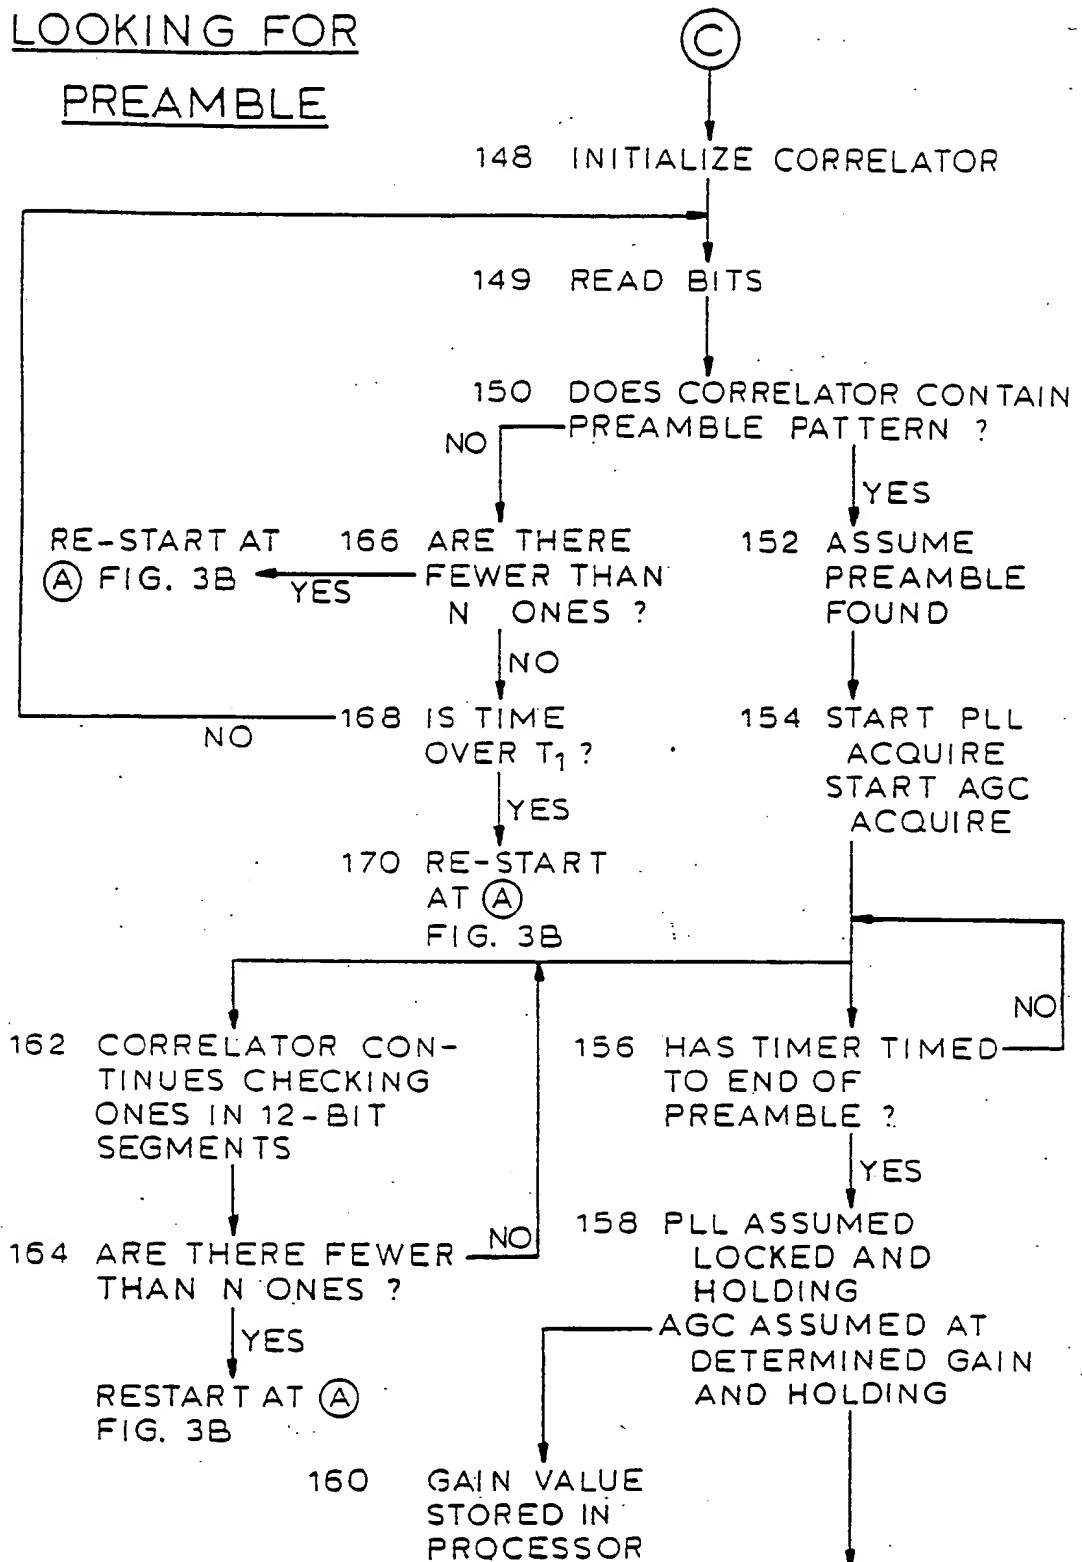 LOOKING FOR
PREAMBLE
C
148 INITIALIZE CORRELATOR
149 READ BITS
150 DOES CORRELATOR CONTAIN
PREAMBLE PATTERN ?
NO
YES
RE-START AT
A FIG. 3B
YES
166 ARE THERE
FEWER THAN
N ONES ?
NO
152 ASSUME
PREAMBLE
FOUND
168 IS TIME
OVER T1 ?
NO
YES
154 START PLL
ACQUIRE
START AGC
ACQUIRE
170 RE-START
AT A
FIG. 3B
162 CORRELATOR CON-
TINUES CHECKING
ONES IN 12-BIT
SEGMENTS
156 HAS TIMER TIMED
TO END OF
PREAMBLE ?
NO
YES
164 ARE THERE FEWER
THAN N ONES ?
NO
YES
RESTART AT A
FIG. 3B
158 PLL ASSUMED
LOCKED AND
HOLDING
AGC ASSUMED AT
DETERMINED GAIN
AND HOLDING
160 GAIN VALUE
STORED IN
PROCESSOR